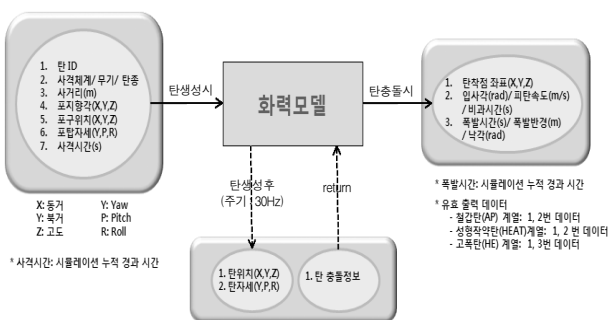 1. 탄 ID
2. 사격체계/ 무기/ 탄종
3. 사거리(m)
4. 포지향각(X,Y,Z)
5. 포구위치(X,Y,Z)
6. 포탑자세(Y,P,R)
7. 사격시간(s)
X: 동거 Y: Yaw
Y: 북거 P: Pitch
Z: 고도 R: Roll
* 사격시간: 시뮬레이션 누적 경과 시간
탄생성시
화력모델
탄충돌시
탄생성후
(주기 : 30Hz)
return
1. 탄위치(X,Y,Z)
2. 탄자세(Y,P,R)
1. 탄 충돌정보
1. 탄착점 좌표(X,Y,Z)
2. 입사각(rad)/ 피탄속도(m/s)
/ 비과시간(s)
3. 폭발시간(s)/ 폭발반경(m)
/ 낙각(rad)
* 폭발시간: 시뮬레이션 누적 경과 시간
* 유효 출력 데이터
- 철갑탄(AP) 계열: 1, 2번 데이터
- 성형작약탄(HEAT)계열: 1, 2 번 데이터
- 고폭탄(HE) 계열: 1, 3번 데이터